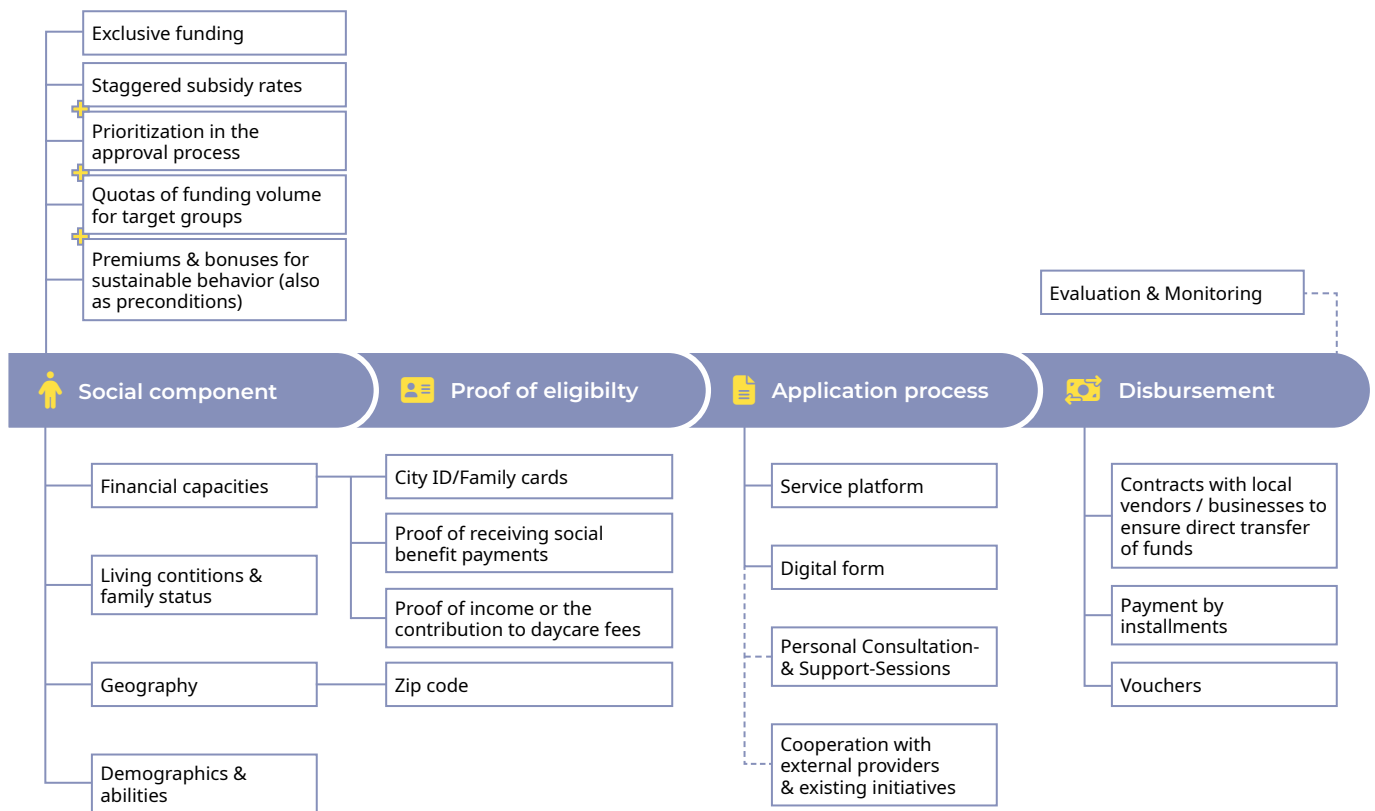 Exclusive funding
Staggered subsidy rates
Prioritization in the
approval process
Quotas of funding volume
for target groups
Premiums & bonuses for
sustainable behavior (also
as preconditions)
Evaluation & Monitoring
Social component
Proof of eligibilty
Application process
Disbursement
Financial capacities
Living contitions &
family status
Geography
Demographics &
abilities
City ID/Family cards
Proof of receiving social
benefit payments
Proof of income or the
contribution to daycare fees
Zip code
Service platform
Digital form
Personal Consultation-
& Support-Sessions
Cooperation with
external providers
& existing initiatives
Contracts with local
vendors / businesses to
ensure direct transfer
of funds
Payment by
installments
Vouchers